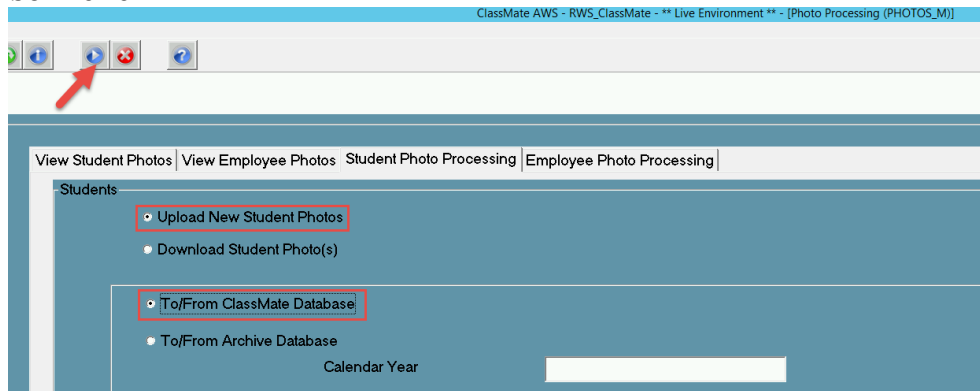 ClassMate AWS - RWS_ClassMate - ** Live Environment ** - [Photo Processing (PHOTOS_M)]
View Student Photos View Employee Photos Student Photo Processing Employee Photo Processing
Students
Upload New Student Photos
Download Student Photo(s)
To/From ClassMate Database
To/From Archive Database
Calendar Year